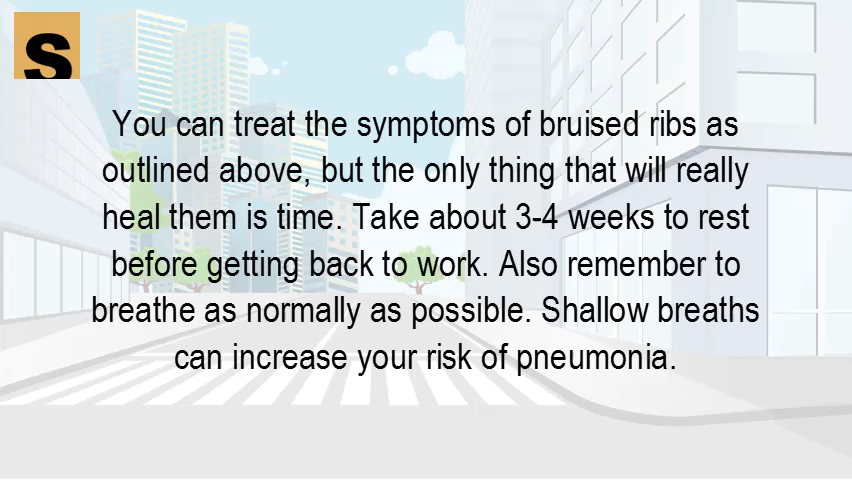 S
You can treat the symptoms of bruised ribs as
outlined above, but the only thing that will really
heal them is time. Take about 3-4 weeks to rest
before getting back to work. Also remember to
breathe as normally as possible. Shallow breaths
can increase your risk of pneumonia.